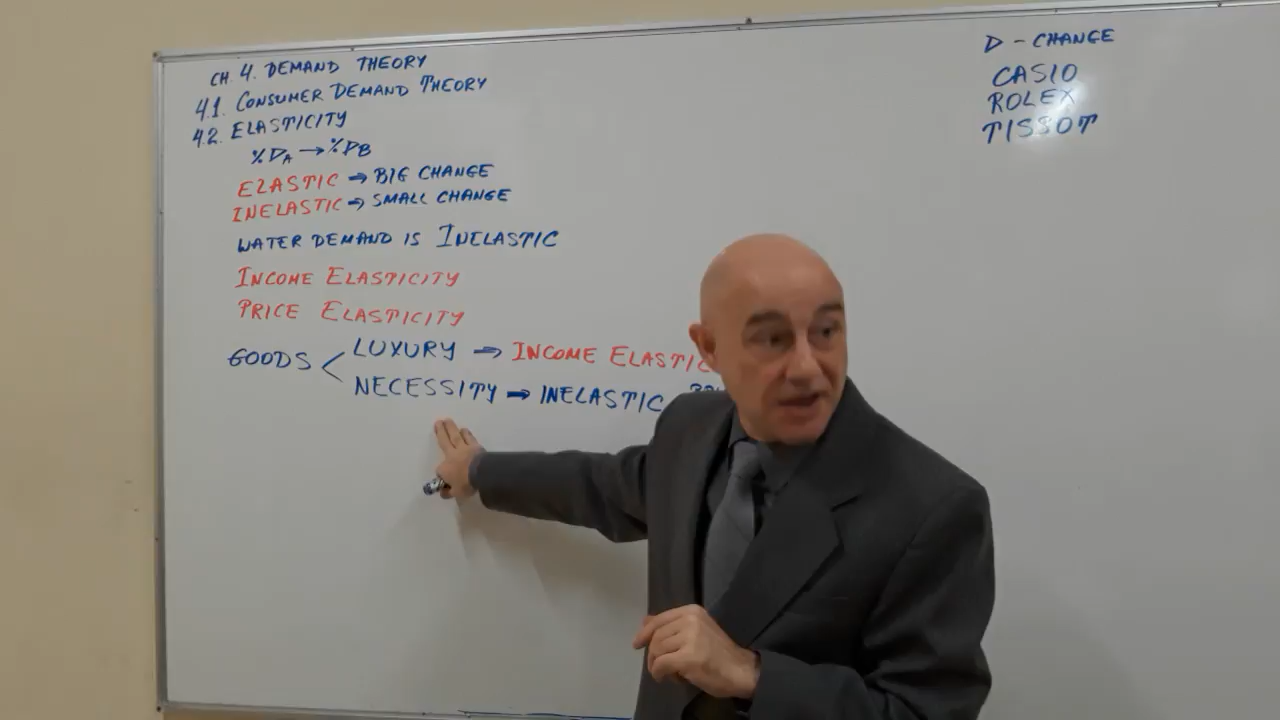 CH. 4. DEMAND THEORY
4.1. CONSUMER DEMAND THEORY
4.2. ELASTICITY
%DA → %DB
ELASTIC → BIG CHANGE
INELASTIC → SMALL CHANGE
WATER DEMAND IS INELASTIC
INCOME ELASTICITY
PRICE ELASTICITY
GOODS < LUXURY → INCOME ELASTIC
NECESSITY → INELASTIC
D - CHANGE
CASIO
ROLEX
TISSOT